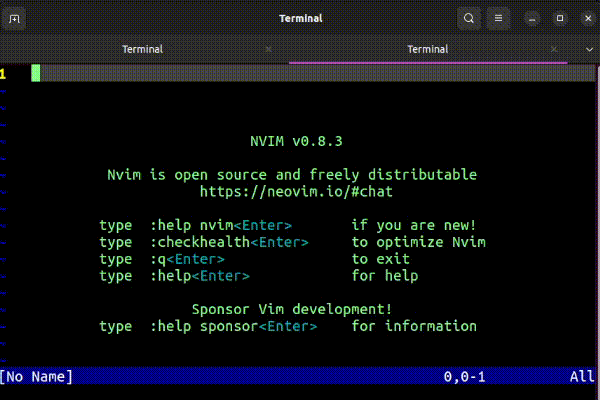 Terminal
Terminal Terminal
1
~
~
~
NVIM v0.8.3
~
Nvim is open source and freely distributable
https://neovim.io/#chat
~
type :help nvim<Enter> if you are new!
type :checkhealth<Enter> to optimize Nvim
type :q<Enter> to exit
type :help<Enter> for help
~
Sponsor Vim development!
type :help sponsor<Enter> for information
~
~
[No Name] 0,0-1 All